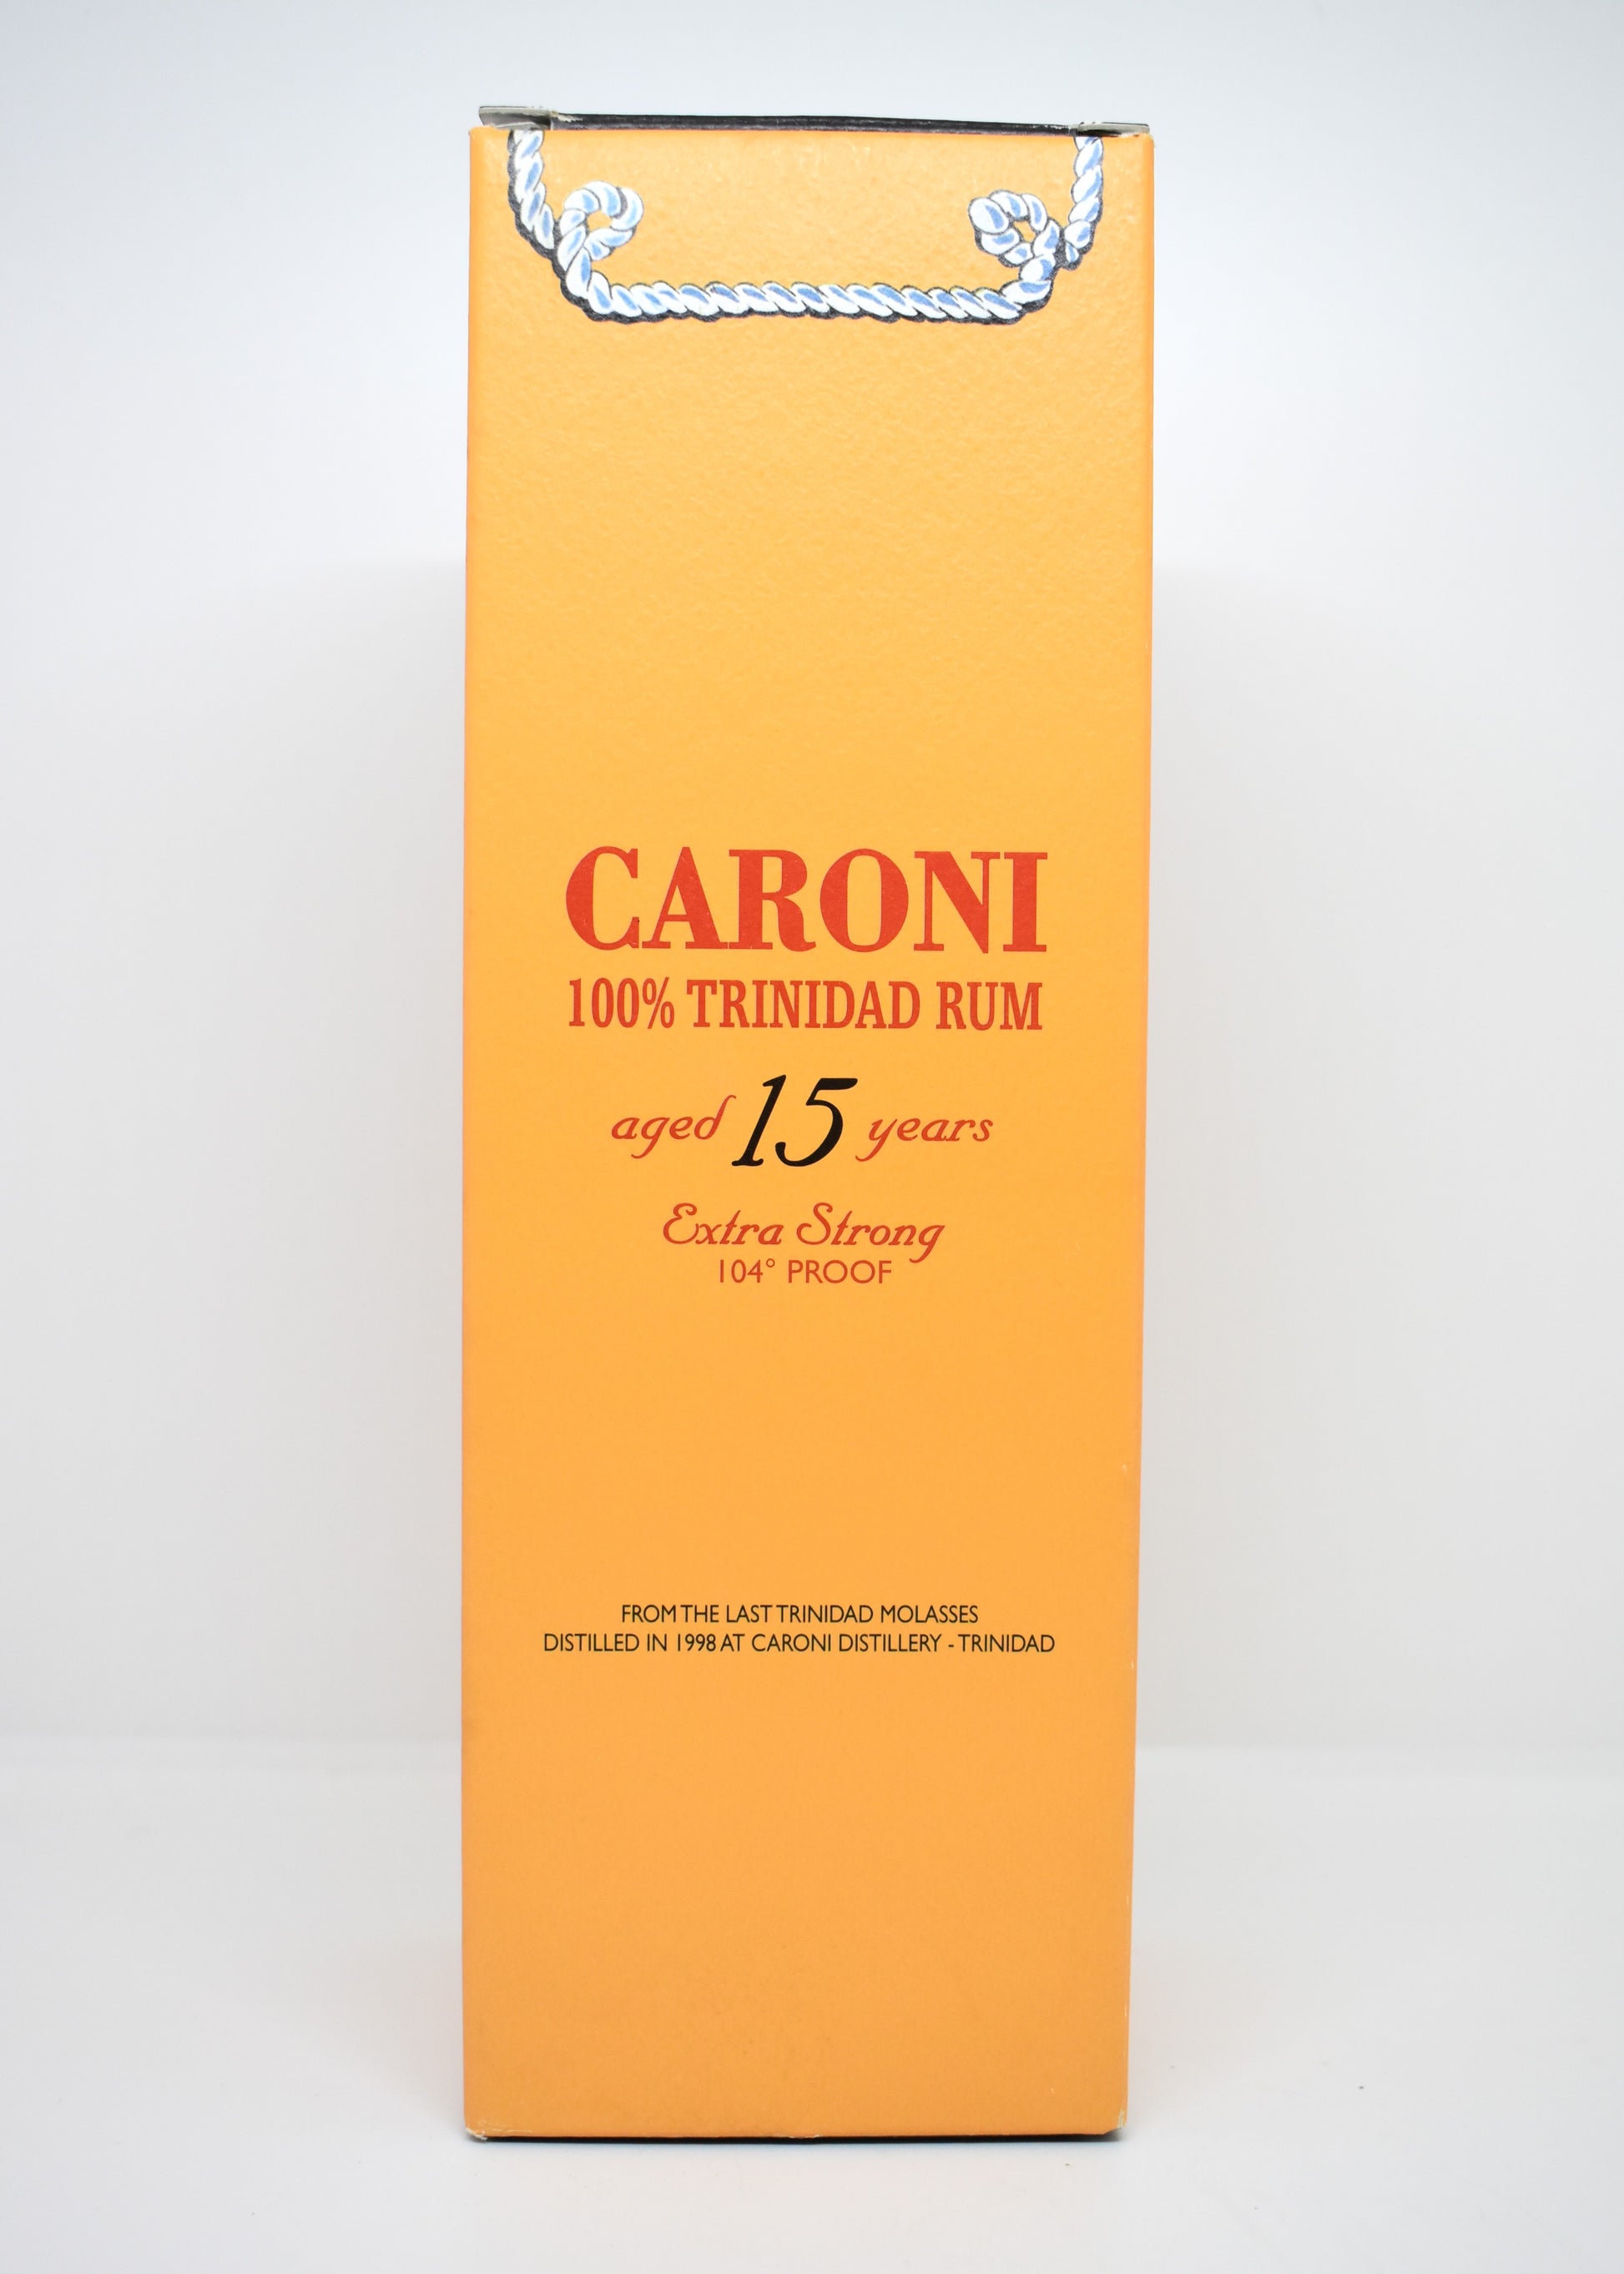 CARONI
100% TRINIDAD RUM
aged 15 years
Extra Strong
104° PROOF
FROM THE LAST TRINIDAD MOLASSES
DISTILLED IN 1998 AT CARONI DISTILLERY - TRINIDAD